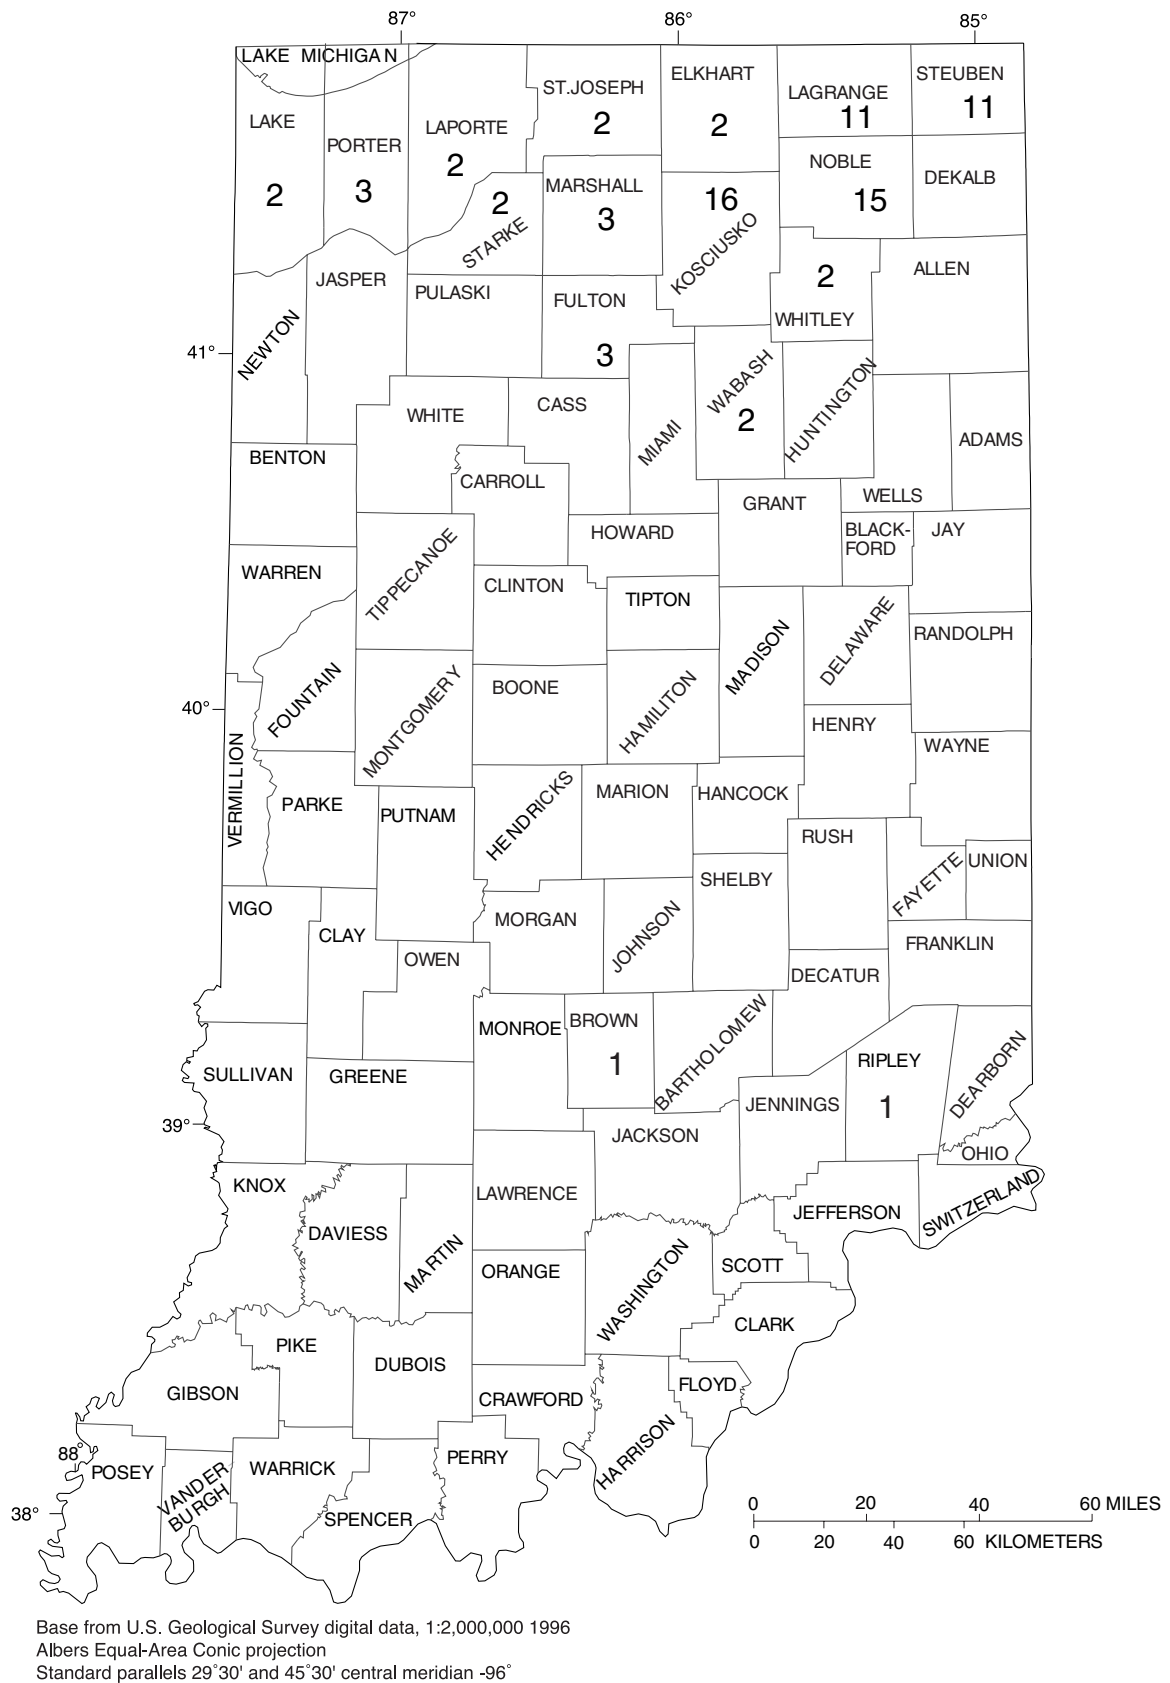 87°
86°
85°
LAKE MICHIGAN
LAKE
2
PORTER
3
LAPORTE
2
ST.JOSEPH
2
ELKHART
2
LAGRANGE
11
STEUBEN
11
2
STARKE
MARSHALL
3
16
KOSCIUSKO
NOBLE
15
DEKALB
2
WHITLEY
ALLEN
41°
NEWTON
JASPER
PULASKI
FULTON
3
WHITE
CASS
MIAMI
WABASH
2
HUNTINGTON
ADAMS
BENTON
CARROLL
GRANT
WELLS
HOWARD
BLACK-
FORD
JAY
WARREN
TIPPECANOE
CLINTON
TIPTON
MADISON
DELAWARE
RANDOLPH
40°
FOUNTAIN
MONTGOMERY
BOONE
HAMILITON
HENRY
WAYNE
VERMILLION
PARKE
PUTNAM
HENDRICKS
MARION
HANCOCK
RUSH
FAYETTE
UNION
SHELBY
VIGO
CLAY
OWEN
MORGAN
JOHNSON
DECATUR
FRANKLIN
MONROE
BROWN
1
BARTHOLOMEW
RIPLEY
1
DEARBORN
SULLIVAN
GREENE
JENNINGS
39°
JACKSON
OHIO
KNOX
DAVIESS
MARTIN
LAWRENCE
JEFFERSON
SWITZERLAND
ORANGE
WASHINGTON
SCOTT
CLARK
PIKE
DUBOIS
GIBSON
CRAWFORD
FLOYD
HARRISON
88°
POSEY
VANDER
BURGH
WARRICK
PERRY
SPENCER
38°
0 20 40 60 MILES
0 20 40 60 KILOMETERS
Base from U.S. Geological Survey digital data, 1:2,000,000 1996
Albers Equal-Area Conic projection
Standard parallels 29°30' and 45°30' central meridian -96°